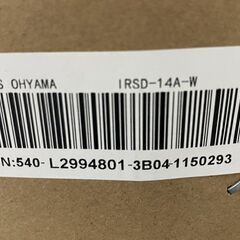 S OHYAMA IRSD-14A-W
N:540-L2994801-3B04-1150293